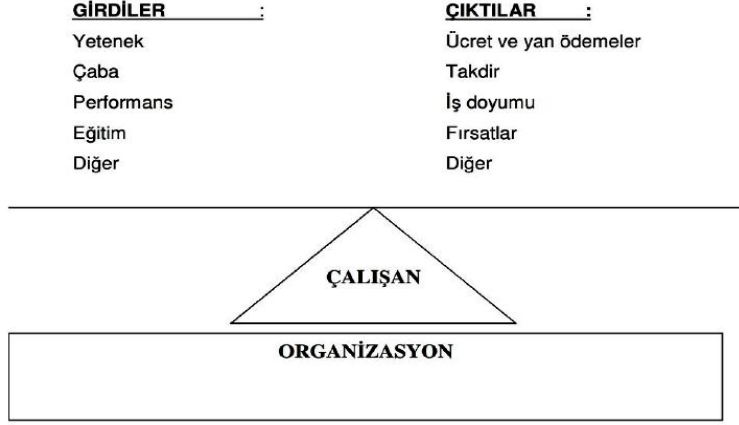 GİRDİLER :
Yetenek
Çaba
Performans
Eğitim
Diğer
ÇIKTILAR :
Ücret ve yan ödemeler
Takdir
İş doyumu
Fırsatlar
Diğer
ÇALIŞAN
ORGANİZASYON